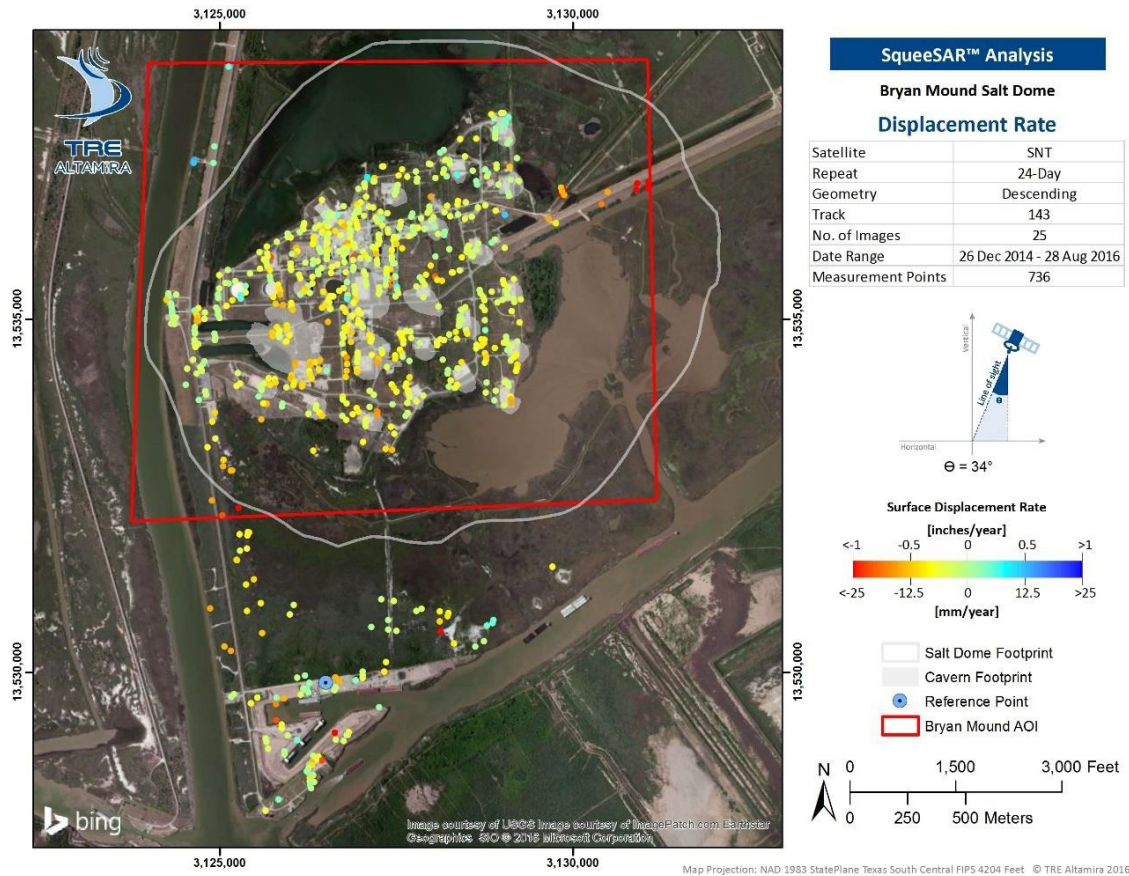 3,125,000
3,130,000
TRE
ALTAMIRA
13,535,000
13,535,000
13,530,000
13,530,000
bing
Image courtesy of USGS Image courtesy of ImagePatch.com Earthstar
Geographics SIO © 2016 Microsoft Corporation
3,125,000
3,130,000
SqueeSAR™ Analysis
Bryan Mound Salt Dome
Displacement Rate
Satellite SNT
Repeat 24-Day
Geometry Descending
Track 143
No. of Images 25
Date Range 26 Dec 2014 - 28 Aug 2016
Measurement Points 736
Vertical
Line of sight
Θ
Horizontal
Θ = 34°
Surface Displacement Rate
[inches/year]
<-1 -0.5 0 0.5 >1
<-25 -12.5 0 12.5 >25
[mm/year]
Salt Dome Footprint
Cavern Footprint
Reference Point
Bryan Mound AOI
N
0 1,500 3,000 Feet
0 250 500 Meters
Map Projection: NAD 1983 StatePlane Texas South Central FIPS 4204 Feet © TRE Altamira 2016